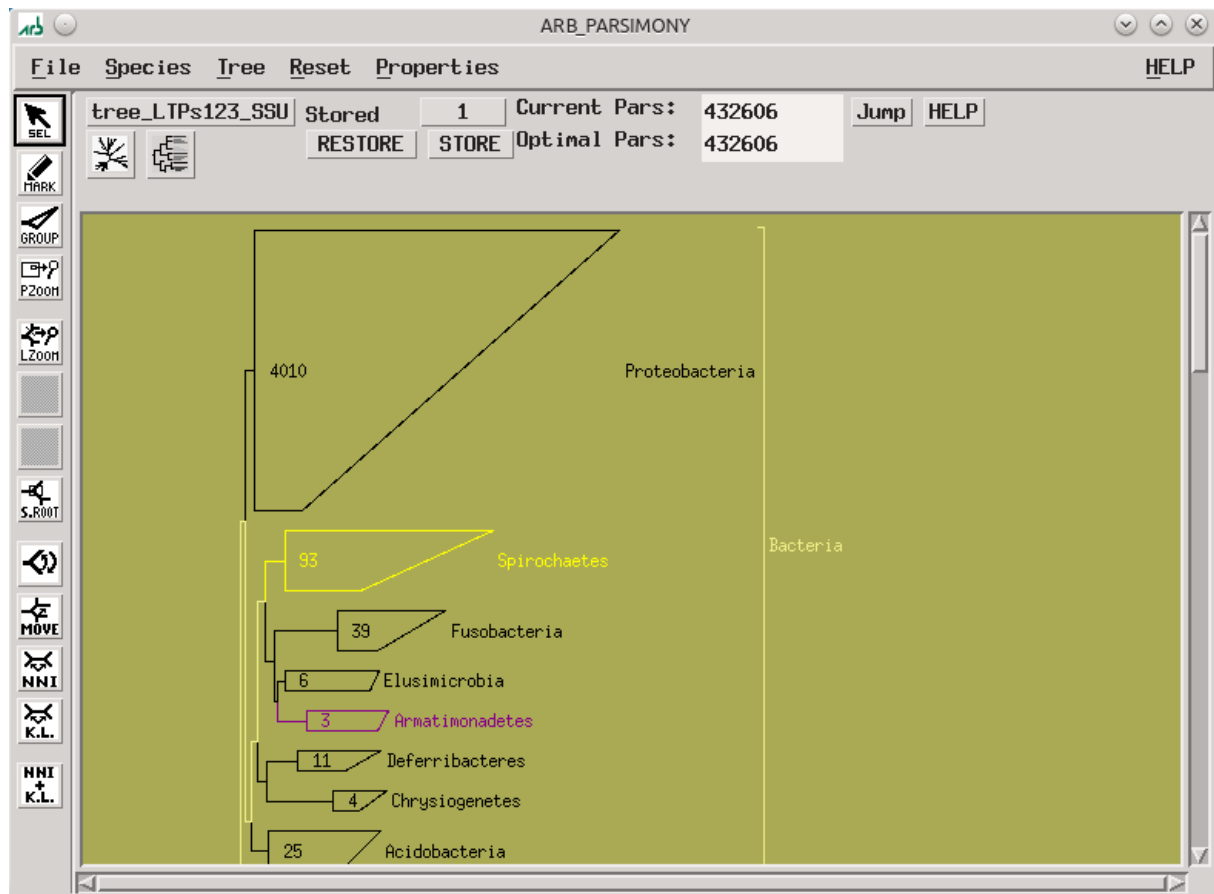 arb ARB_PARSIMONY
File Species Tree Reset Properties HELP
SEL
MARK
GROUP
PZOOM
LZOOM
S.ROOT
MOVE
NNI
K.L.
NNI
+
K.L.
tree_LTPs123_SSU Stored 1 Current Pars: 432606 Jump HELP
RESTORE STORE Optimal Pars: 432606
4010 Proteobacteria
Bacteria
93 Spirochaetes
39 Fusobacteria
6 Elusimicrobia
3 Armatimonadetes
11 Deferribacteres
4 Chrysiogenetes
25 Acidobacteria